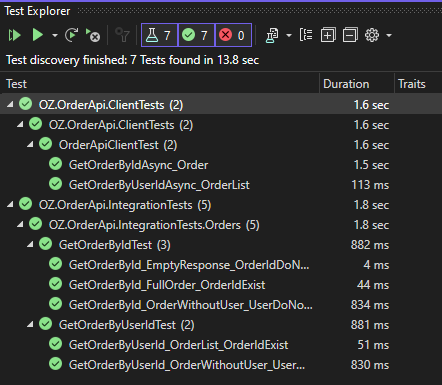 Test Explorer
7 7 0
Test discovery finished: 7 Tests found in 13.8 sec
Test Duration Traits
OZ.OrderApi.ClientTests (2) 1.6 sec
OZ.OrderApi.ClientTests (2) 1.6 sec
OrderApiClientTest (2) 1.6 sec
GetOrderByIdAsync_Order 1.5 sec
GetOrderByUserIdAsync_OrderList 113 ms
OZ.OrderApi.IntegrationTests (5) 1.8 sec
OZ.OrderApi.IntegrationTests.Orders (5) 1.8 sec
GetOrderByIdTest (3) 882 ms
GetOrderById_EmptyResponse_OrderIdDoN... 4 ms
GetOrderById_FullOrder_OrderIdExist 44 ms
GetOrderById_OrderWithoutUser_UserDoNo... 834 ms
GetOrderByUserIdTest (2) 881 ms
GetOrderByUserId_OrderList_OrderIdExist 51 ms
GetOrderByUserId_OrderWithoutUser_User... 830 ms